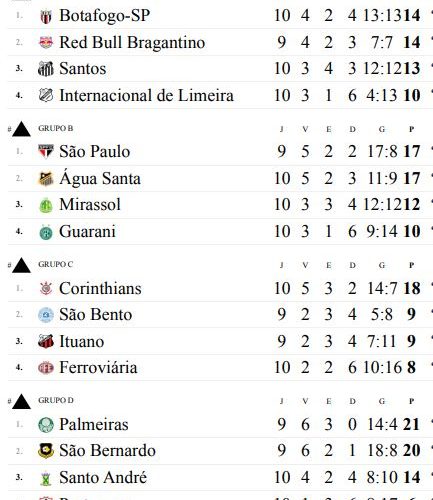 1. Botafogo-SP 10 4 2 4 13:13 14
2. Red Bull Bragantino 9 4 2 3 7:7 14
3. Santos 10 3 4 3 12:12 13
4. Internacional de Limeira 10 3 1 6 4:13 10
# GRUPO B J V E D G P
1. São Paulo 9 5 2 2 17:8 17
2. Água Santa 10 5 2 3 11:9 17
3. Mirassol 10 3 3 4 12:12 12
4. Guarani 10 3 1 6 9:14 10
# GRUPO C J V E D G P
1. Corinthians 10 5 3 2 14:7 18
2. São Bento 9 2 3 4 5:8 9
3. Ituano 9 2 3 4 7:11 9
4. Ferroviária 10 2 2 6 10:16 8
# GRUPO D J V E D G P
1. Palmeiras 9 6 3 0 14:4 21
2. São Bernardo 9 6 2 1 18:8 20
3. Santo André 10 4 2 4 8:10 14